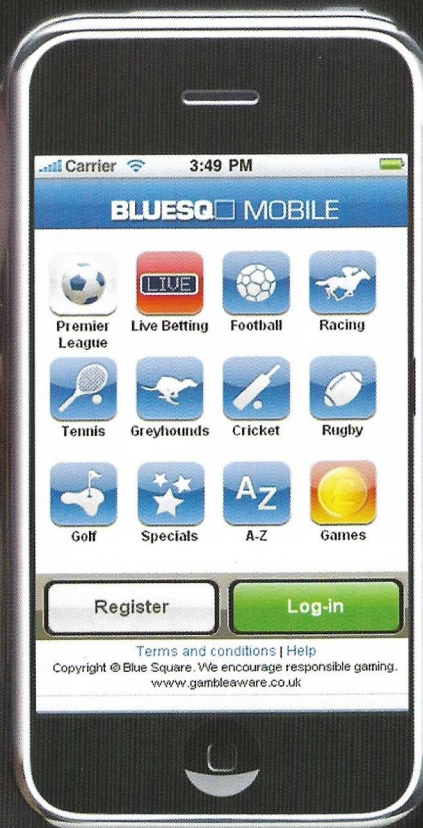 Carrier 3:49 PM
BLUESQ□ MOBILE
LIVE
Premier League Live Betting Football Racing
Tennis Greyhounds Cricket Rugby
AZ
£
Golf Specials A-Z Games
Register Log-in
Terms and conditions | Help
Copyright © Blue Square. We encourage responsible gaming.
www.gambleaware.co.uk